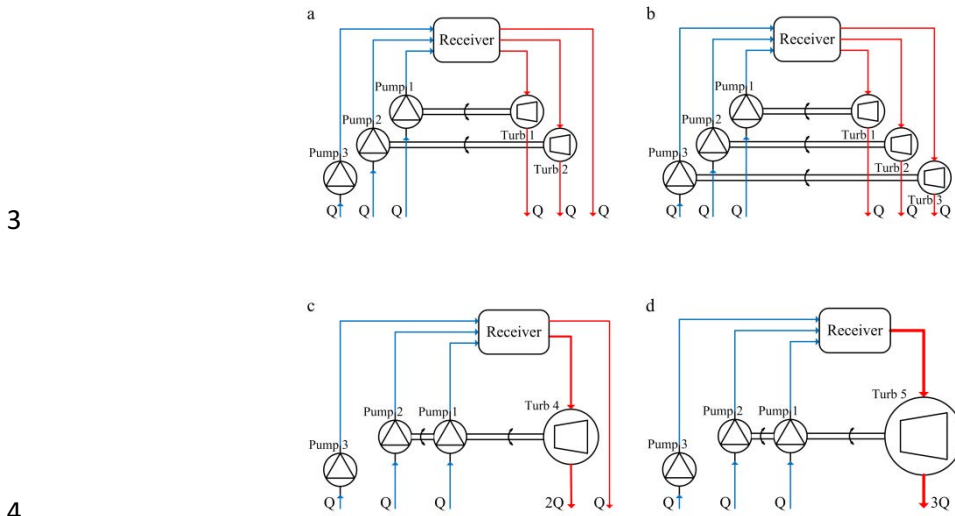 a
Receiver
Pump 1
Pump 2
Pump 3
Turb 1
Turb 2
Q Q Q Q Q Q
b
Receiver
Pump 1
Pump 2
Pump 3
Turb 1
Turb 2
Turb 3
Q Q Q Q Q Q
3
c
Receiver
Pump 2 Pump 1 Turb 4
Pump 3
Q Q Q 2Q Q
d
Receiver
Turb 5
Pump 2 Pump 1
Pump 3
Q Q Q 3Q
4